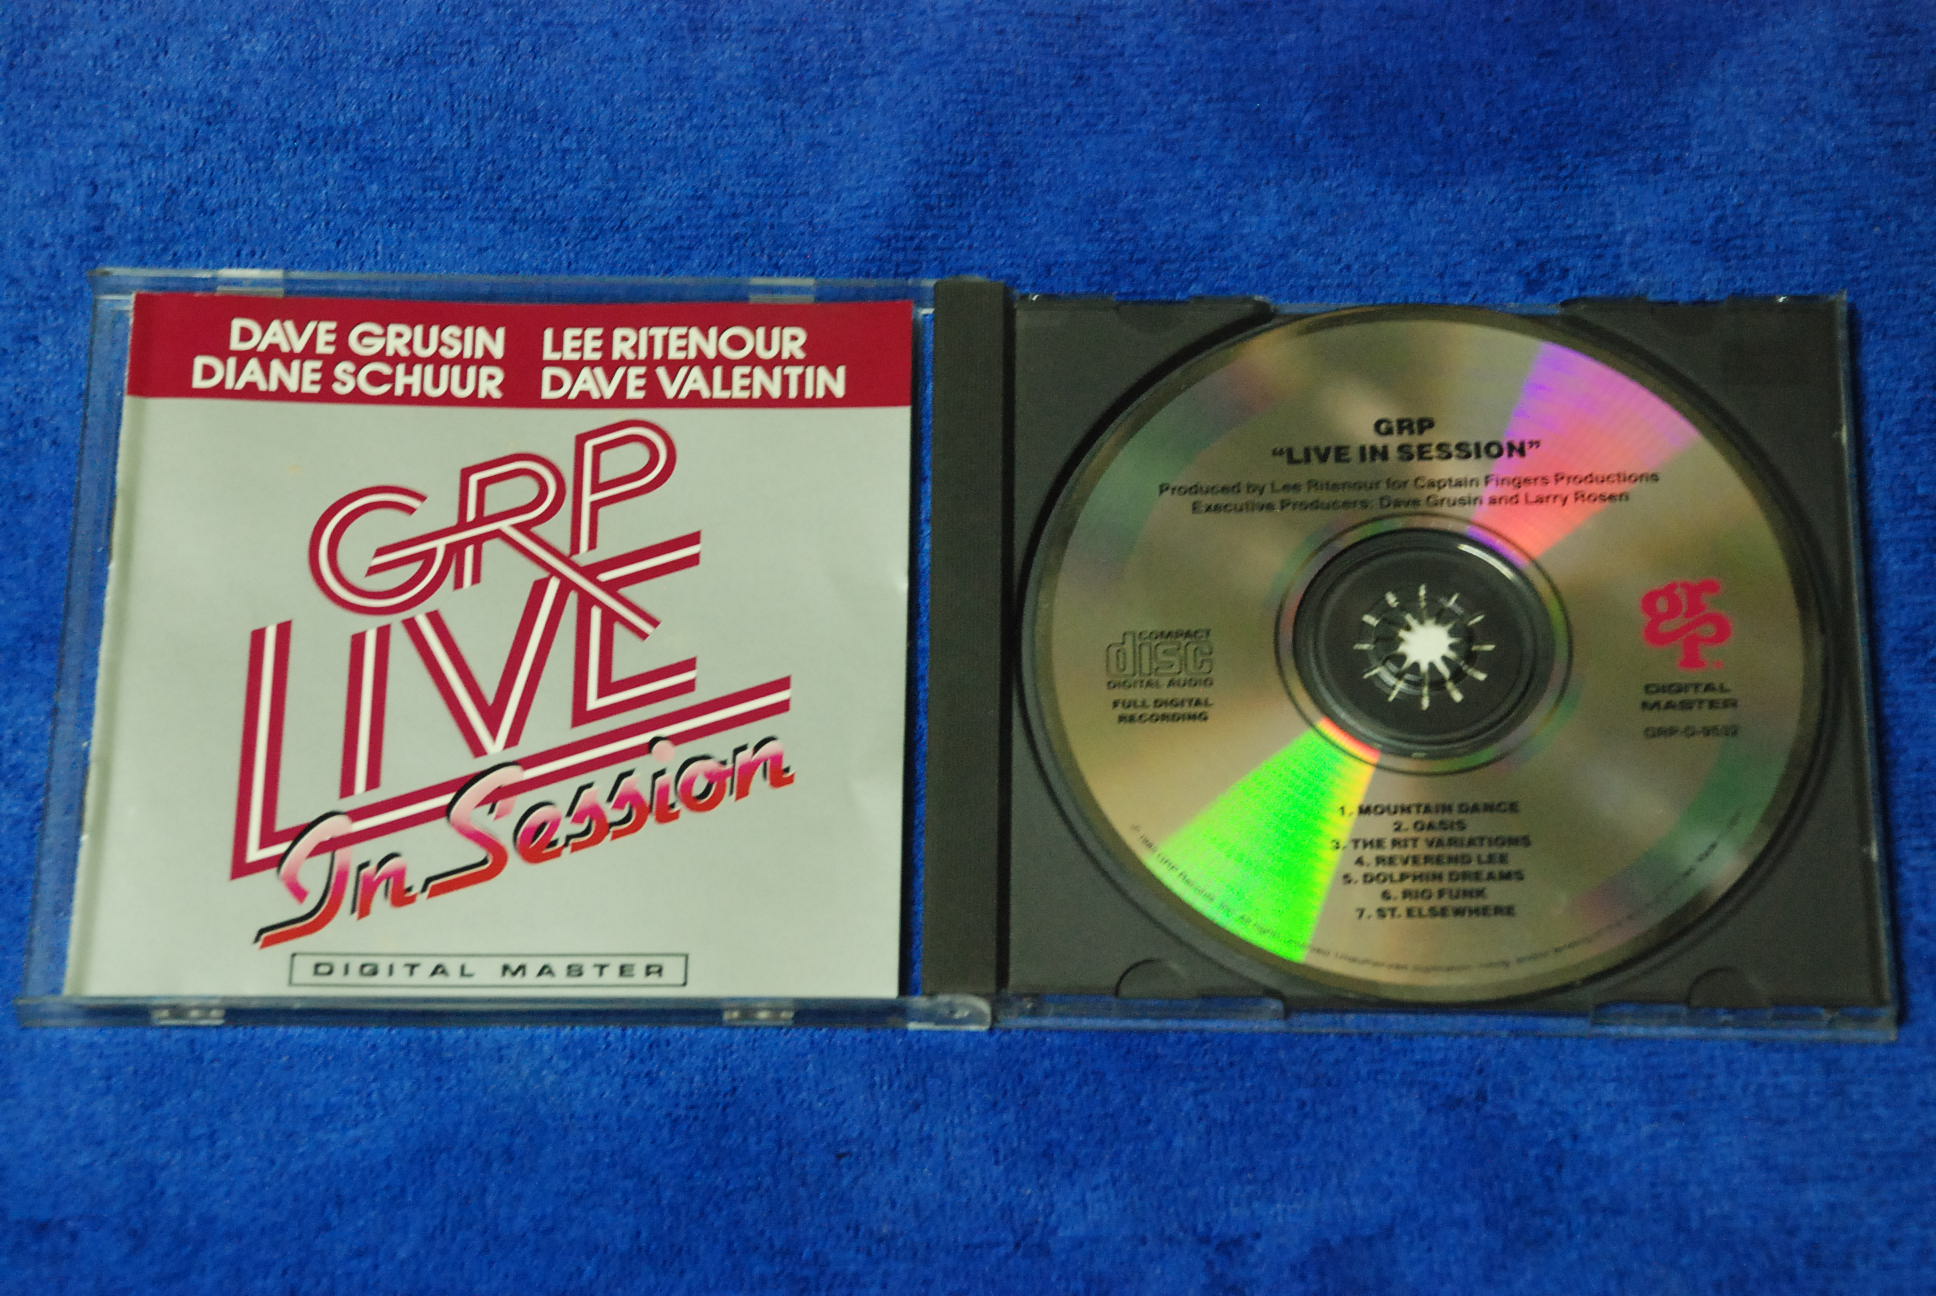 DAVE GRUSIN LEE RITENOUR
DIANE SCHUUR DAVE VALENTIN
GRP
LIVE
In Session
DIGITAL MASTER
GRP
“LIVE IN SESSION”
Produced by Lee Ritenour for Captain Fingers Productions
Executive Producers: Dave Grusin and Larry Rosen
COMPACT
disc
DIGITAL AUDIO
FULL DIGITAL
RECORDING
grp
DIGITAL
MASTER
1. MOUNTAIN DANCE
2. OASIS
3. THE RIT VARIATIONS
4. REVEREND LEE
5. DOLPHIN DREAMS
6. RIO FUNK
7. ST. ELSEWHERE